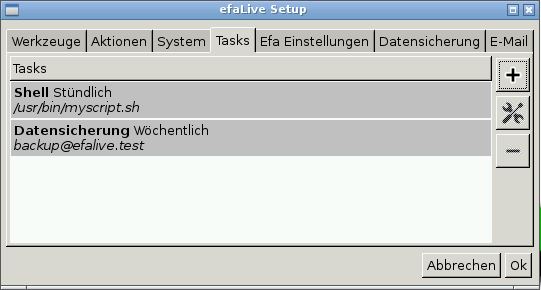 efaLive Setup
Werkzeuge Aktionen System Tasks Efa Einstellungen Datensicherung E-Mail
Tasks
Shell Stündlich
/usr/bin/myscript.sh
Datensicherung Wöchentlich
backup@efalive.test
Abbrechen Ok